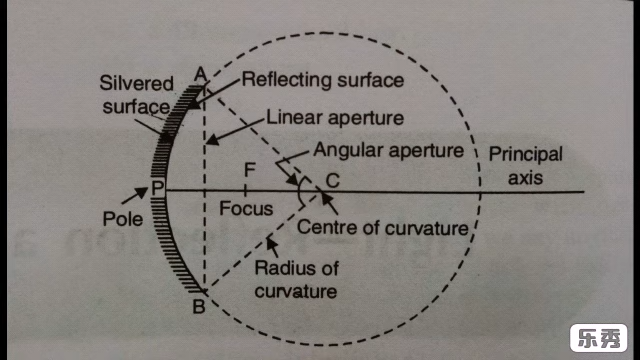 A
Silvered
surface
Reflecting surface
Linear aperture
Angular aperture
Principal
axis
F
P
C
Pole
Focus
Centre of curvature
Radius of
curvature
B
乐秀